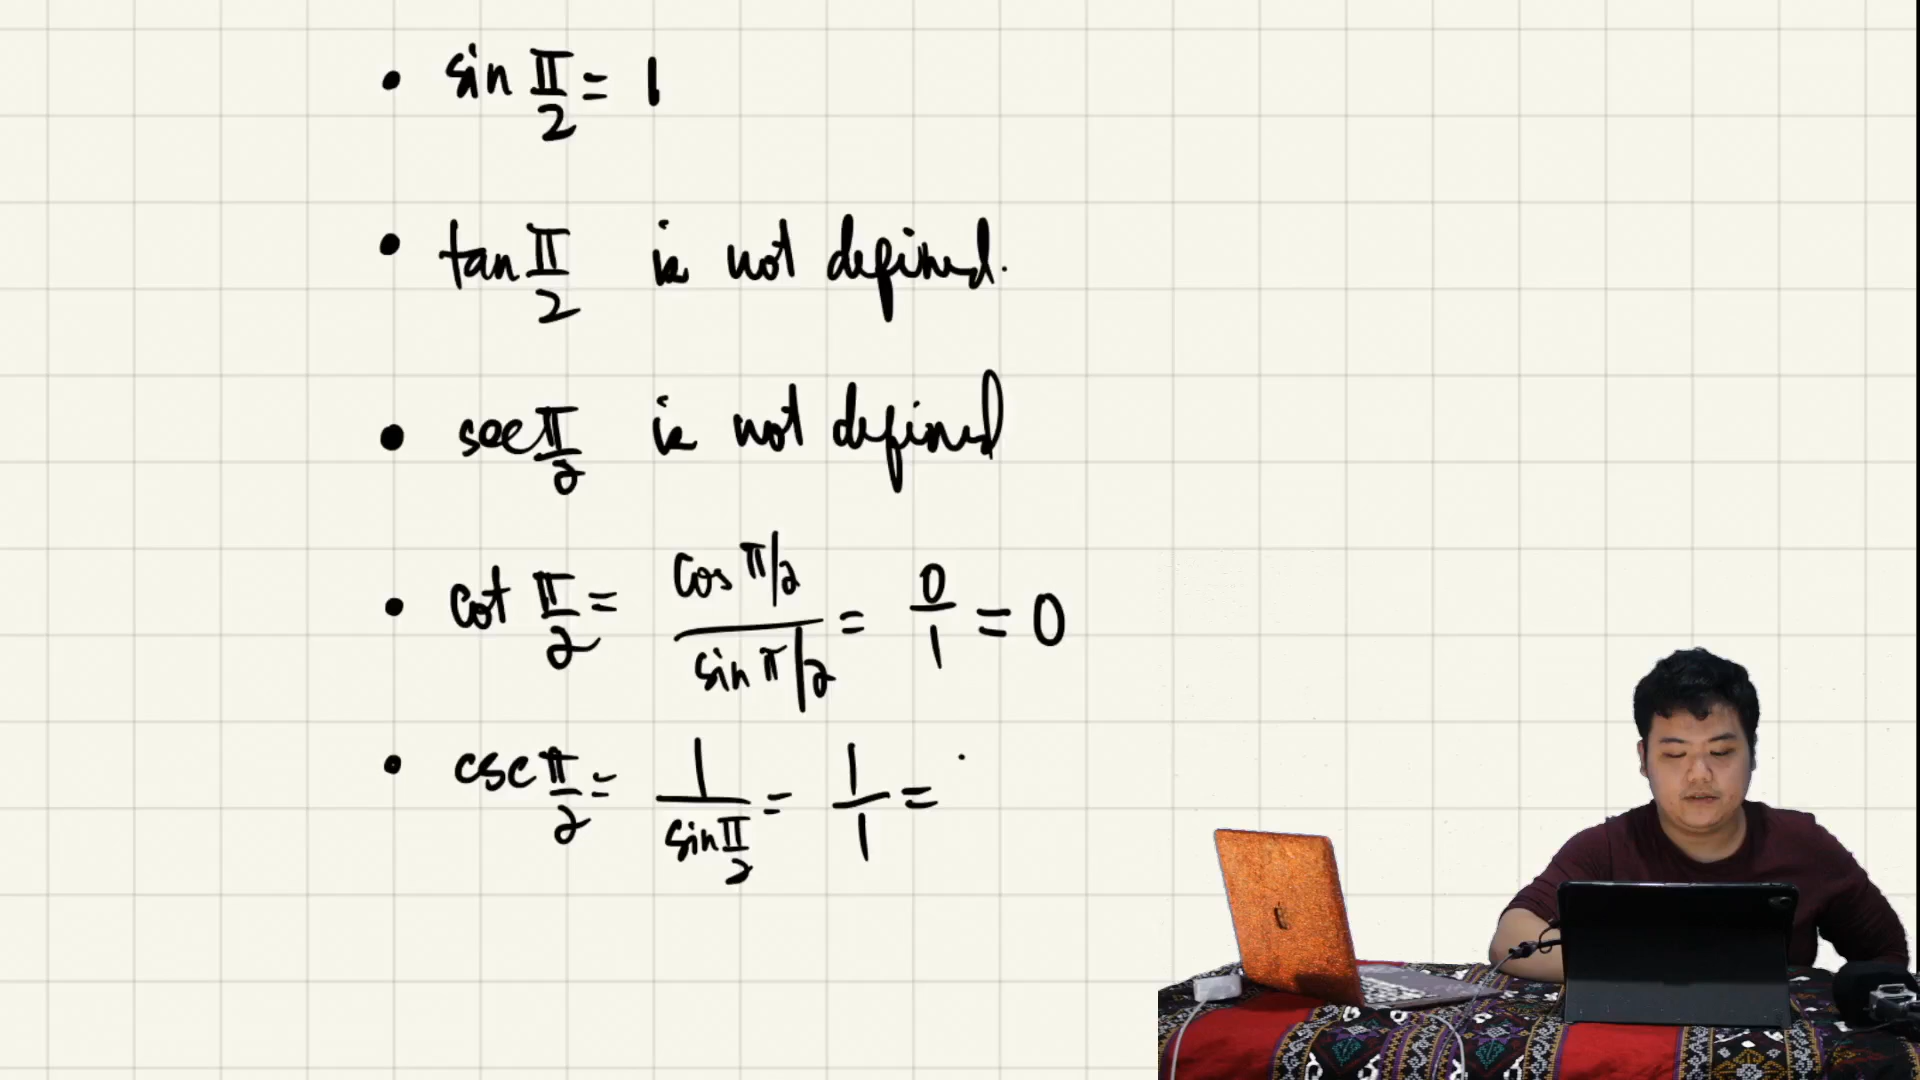 • sin π/2 = 1
• tan π/2 is not defined.
• sec π/2 is not defined
• cot π/2 = cos π/2 / sin π/2 = 0/1 = 0
• csc π/2 = 1 / sin π/2 = 1/1 =